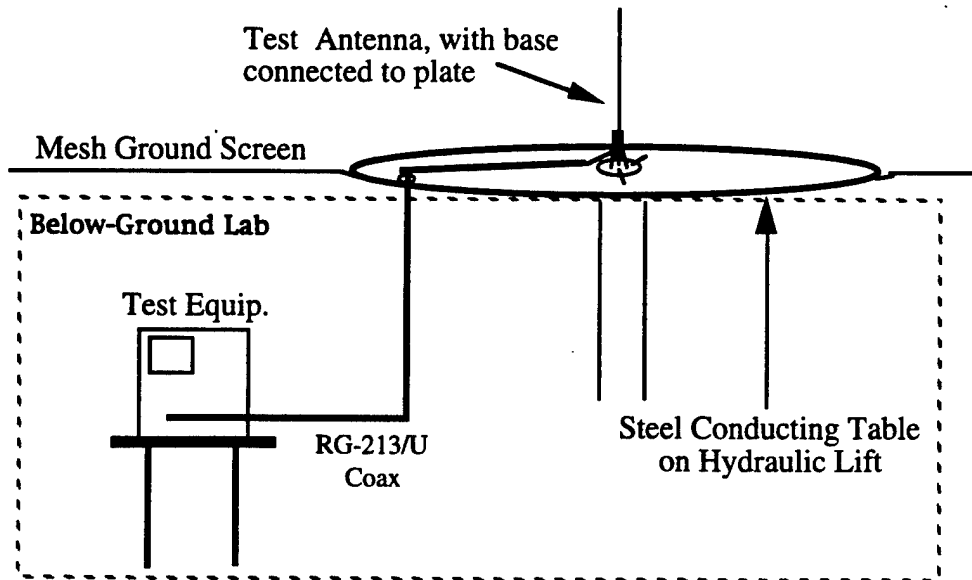 Test Antenna, with base
connected to plate
Mesh Ground Screen
Below-Ground Lab
Test Equip.
RG-213/U
Coax
Steel Conducting Table
on Hydraulic Lift